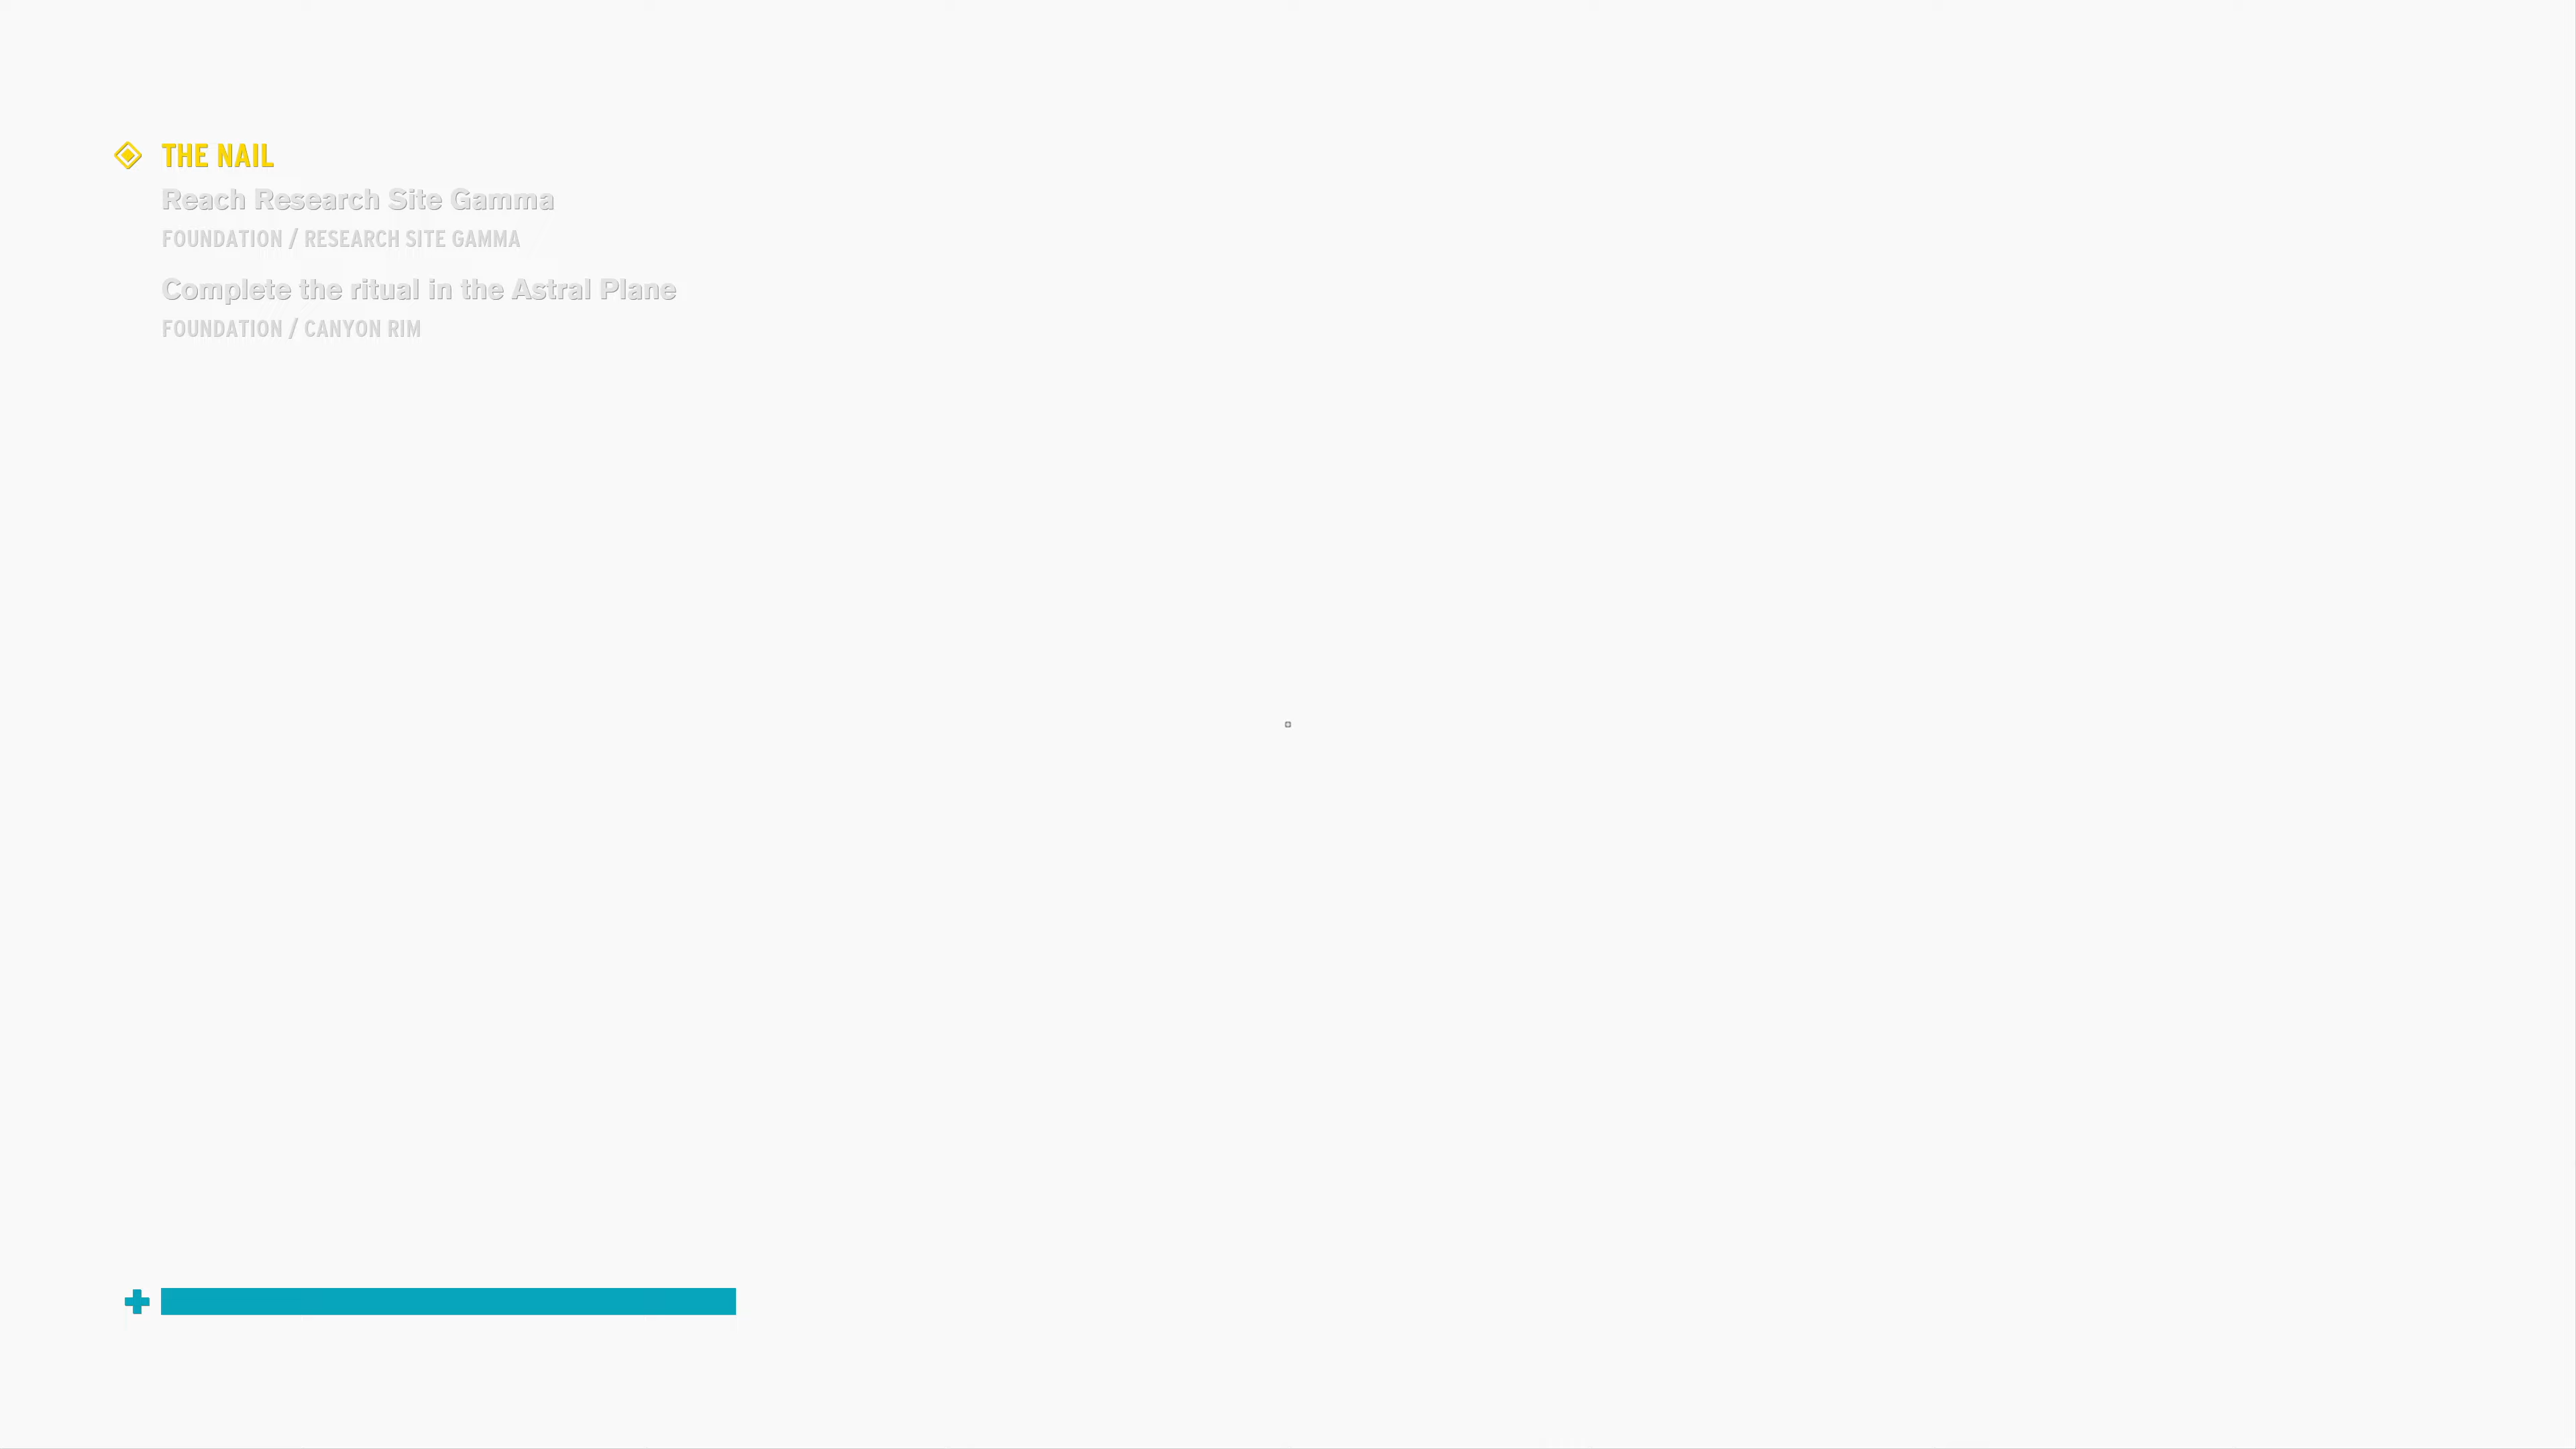 THE NAIL
Reach Research Site Gamma
FOUNDATION / RESEARCH SITE GAMMA
Complete the ritual in the Astral Plane
FOUNDATION / CANYON RIM